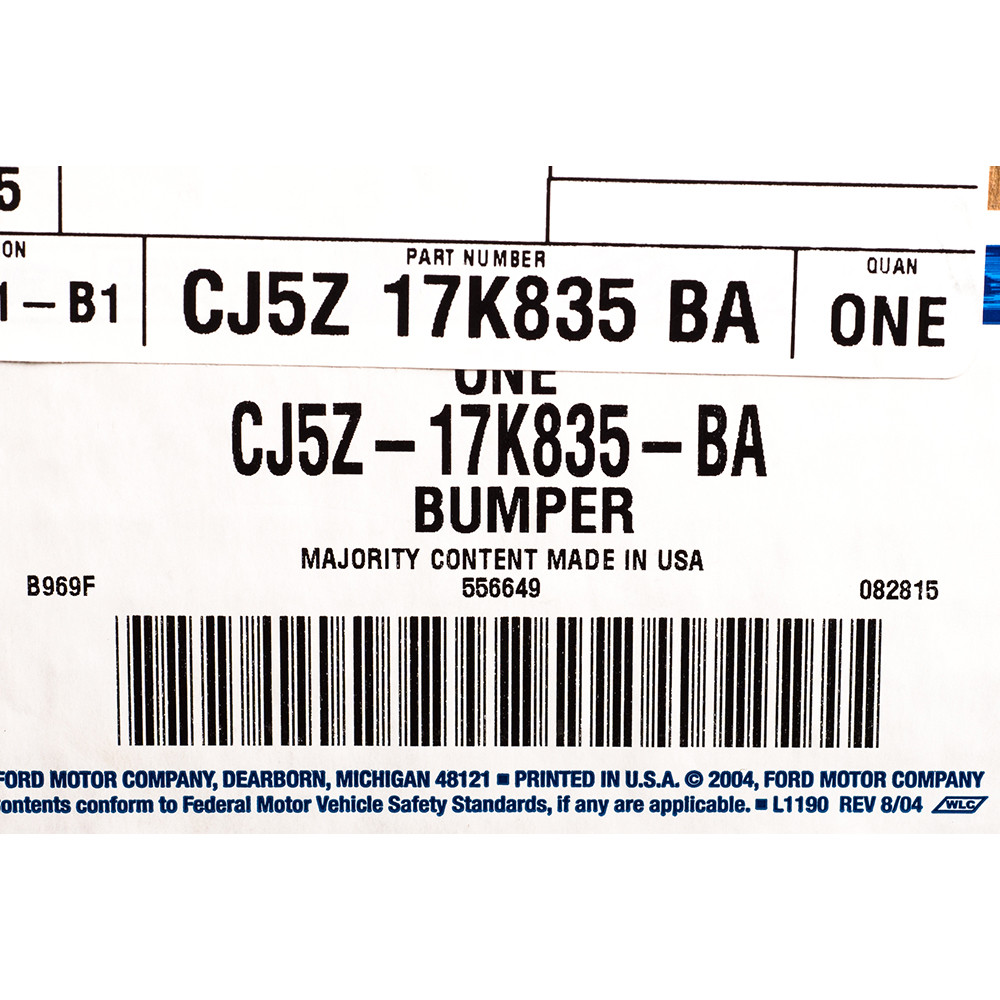 5
ON
PART NUMBER
QUAN
1-B1
CJ5Z 17K835 BA
ONE
ONE
CJ5Z-17K835-BA
BUMPER
MAJORITY CONTENT MADE IN USA
B969F 556649 082815
FORD MOTOR COMPANY, DEARBORN, MICHIGAN 48121 ■ PRINTED IN U.S.A. © 2004, FORD MOTOR COMPANY
ontents conform to Federal Motor Vehicle Safety Standards, if any are applicable. ■ L1190 REV 8/04 WLC